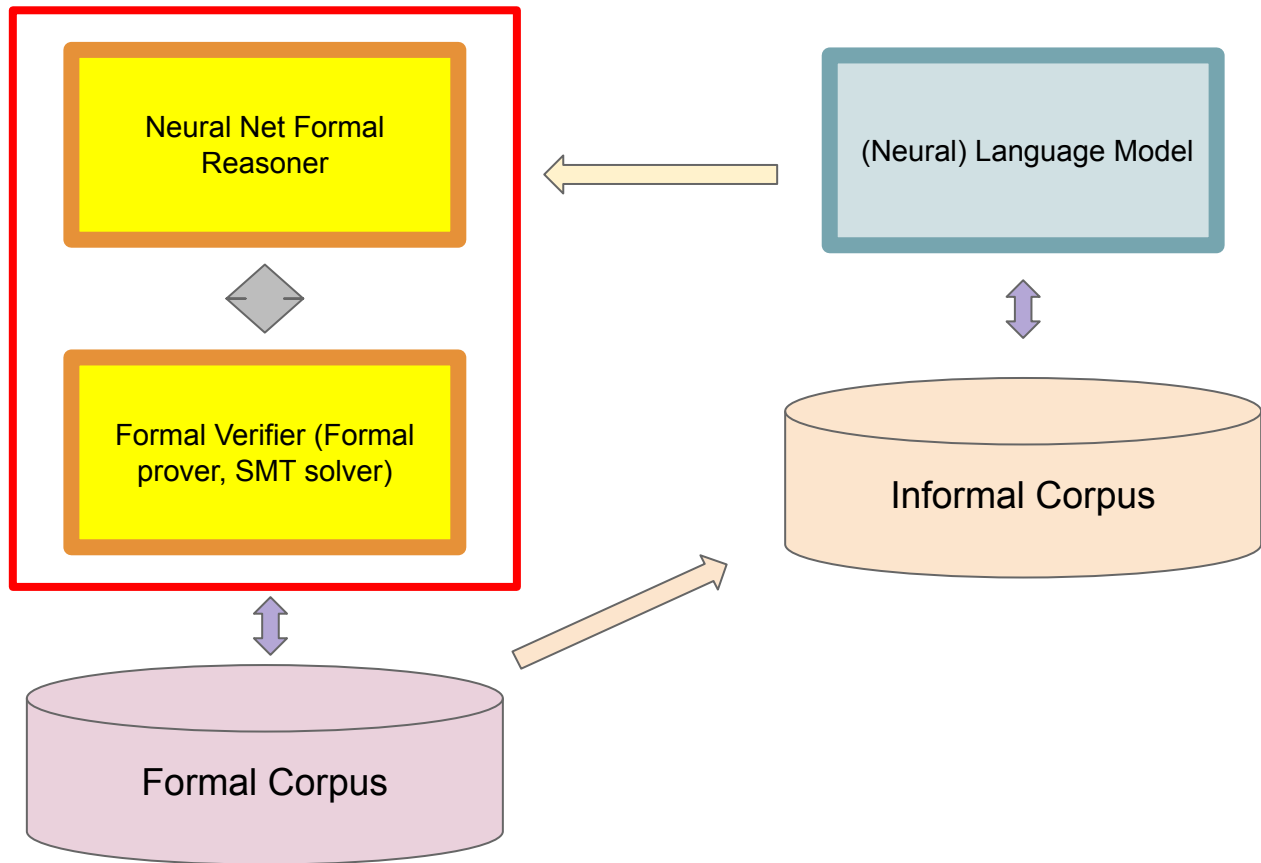 Neural Net Formal
Reasoner
(Neural) Language Model
Formal Verifier (Formal
prover, SMT solver)
Informal Corpus
Formal Corpus